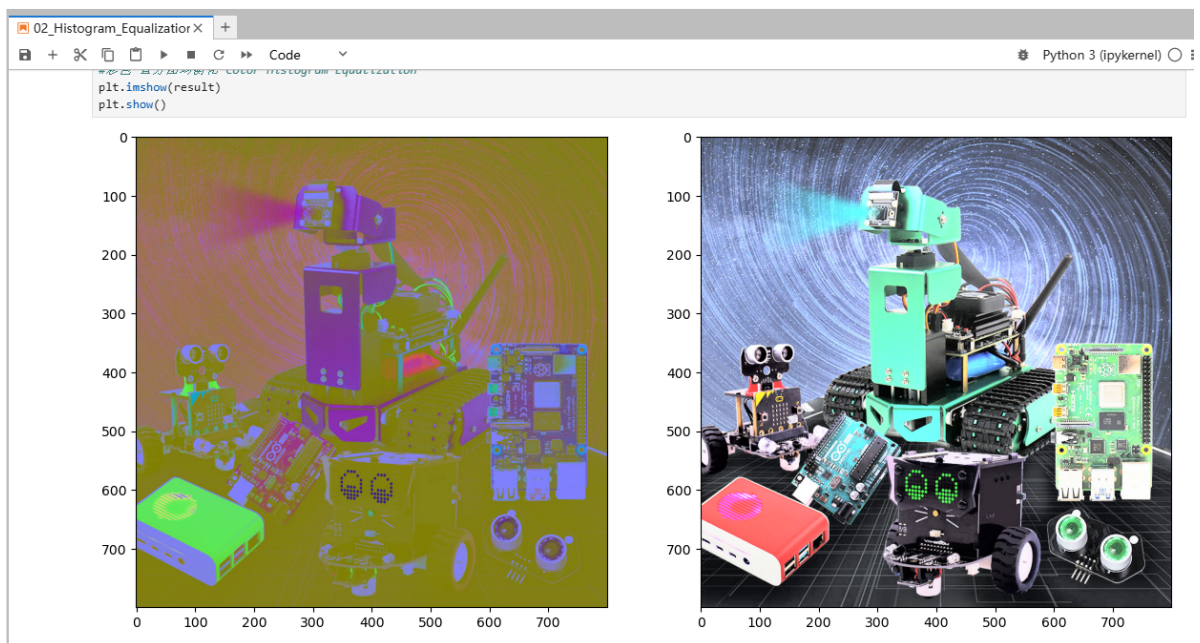 02_Histogram_Equalization
Code
Python 3 (ipykernel)
#彩色 直方图均衡化 Color Histogram Equalization
plt.imshow(result)
plt.show()
0
100
200
300
400
500
600
700
0 100 200 300 400 500 600 700
0
100
200
300
400
500
600
700
0 100 200 300 400 500 600 700